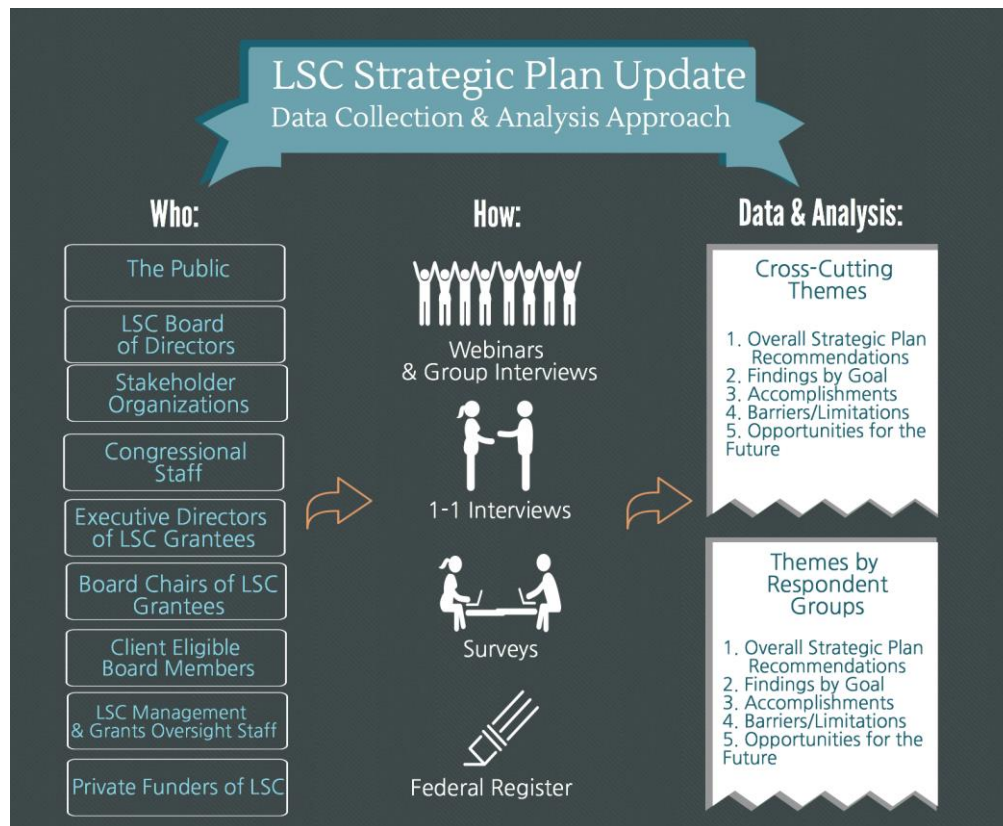 LSC Strategic Plan Update
Data Collection & Analysis Approach
Who:
The Public
LSC Board
of Directors
Stakeholder
Organizations
Congressional
Staff
Executive Directors
of LSC Grantees
Board Chairs of LSC
Grantees
Client Eligible
Board Members
LSC Management
& Grants Oversight Staff
Private Funders of LSC
How:
Webinars
& Group Interviews
1-1 Interviews
Surveys
Federal Register
Data & Analysis:
Cross-Cutting
Themes
1. Overall Strategic Plan
Recommendations
2. Findings by Goal
3. Accomplishments
4. Barriers/Limitations
5. Opportunities for the
Future
Themes by
Respondent
Groups
1. Overall Strategic Plan
Recommendations
2. Findings by Goal
3. Accomplishments
4. Barriers/Limitations
5. Opportunities for the
Future